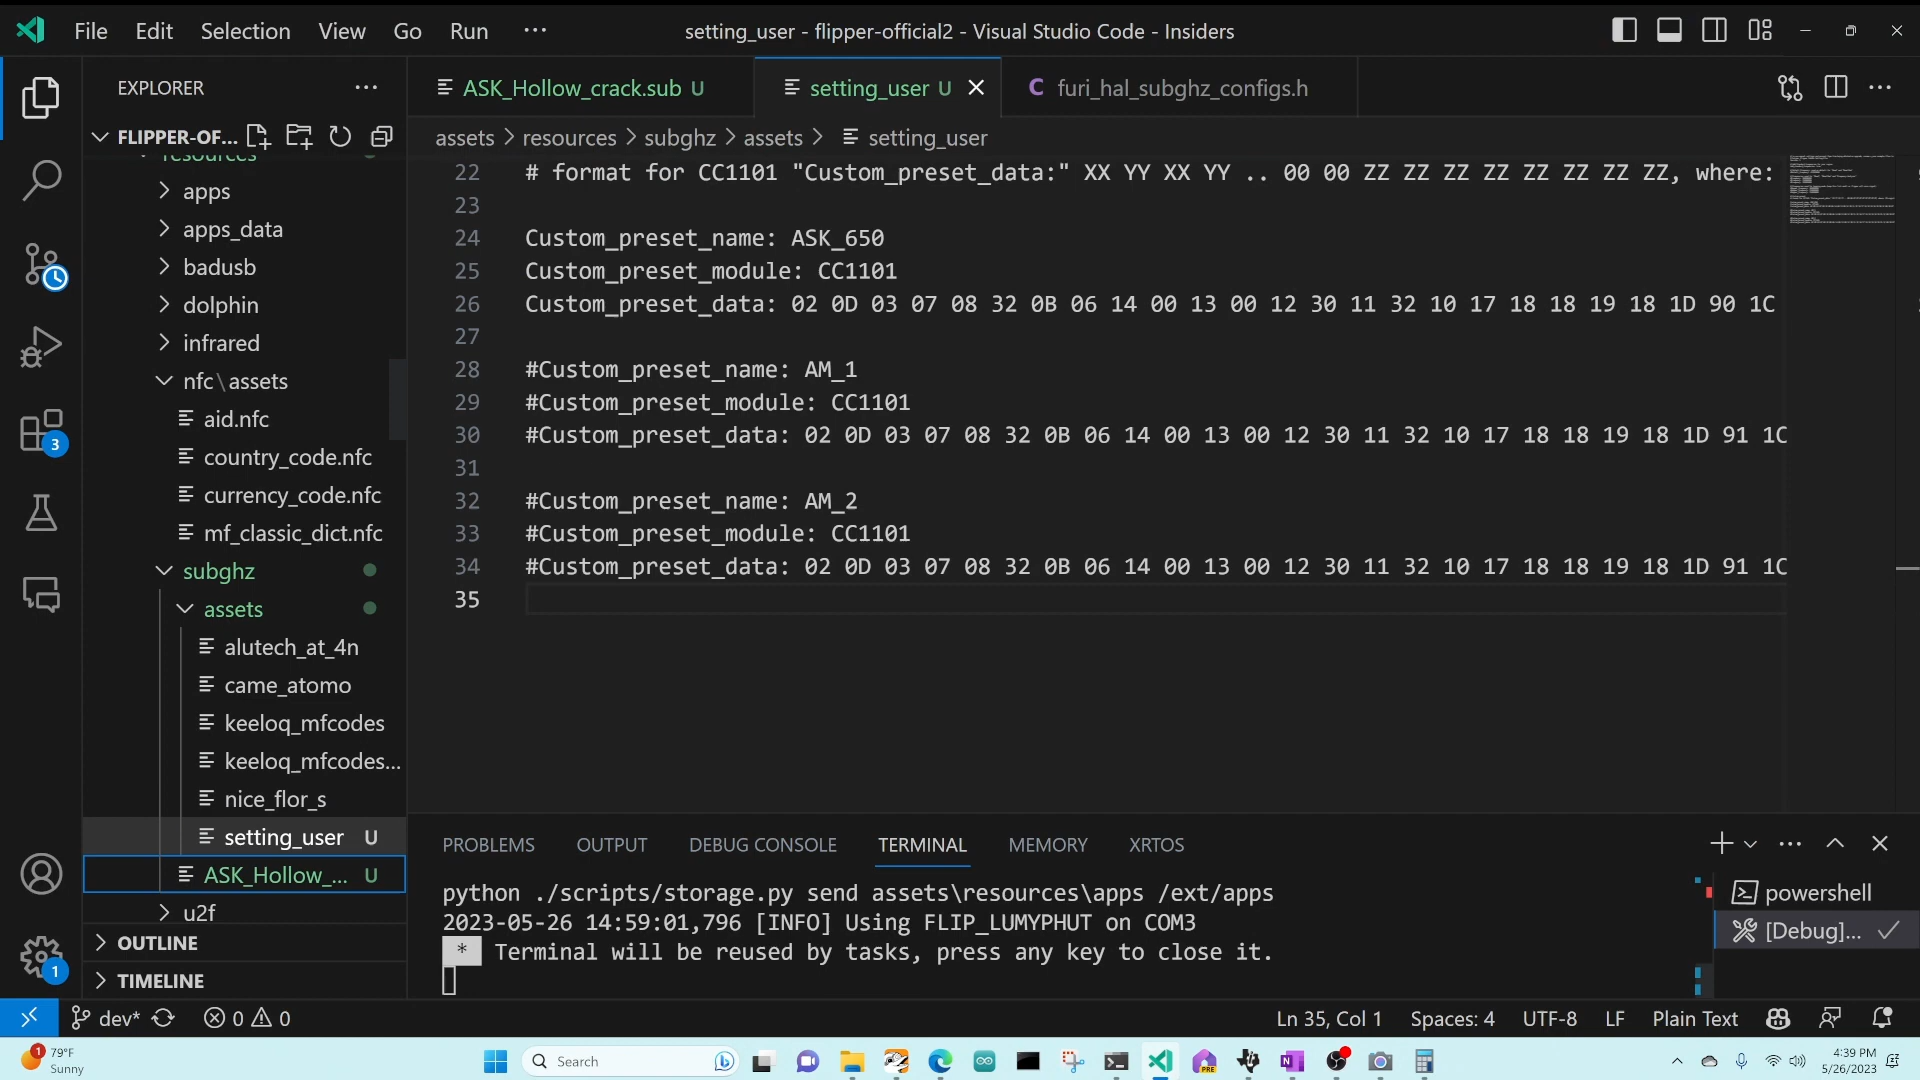 File Edit Selection View Go Run ···
setting_user - flipper-official2 - Visual Studio Code - Insiders
EXPLORER
FLIPPER-OF...
resources
apps
apps_data
badusb
dolphin
infrared
nfc\assets
aid.nfc
country_code.nfc
currency_code.nfc
mf_classic_dict.nfc
subghz
assets
alutech_at_4n
came_atomo
keeloq_mfcodes
keeloq_mfcodes...
nice_flor_s
setting_user U
ASK_Hollow_... U
u2f
OUTLINE
TIMELINE
3
1
ASK_Hollow_crack.sub U
setting_user U
C furi_hal_subghz_configs.h
assets > resources > subghz > assets > setting_user
22 # format for CC1101 "Custom_preset_data:" XX YY XX YY .. 00 00 ZZ ZZ ZZ ZZ ZZ ZZ ZZ ZZ, where:
23
24 Custom_preset_name: ASK_650
25 Custom_preset_module: CC1101
26 Custom_preset_data: 02 0D 03 07 08 32 0B 06 14 00 13 00 12 30 11 32 10 17 18 18 19 18 1D 90 1C
27
28 #Custom_preset_name: AM_1
29 #Custom_preset_module: CC1101
30 #Custom_preset_data: 02 0D 03 07 08 32 0B 06 14 00 13 00 12 30 11 32 10 17 18 18 19 18 1D 91 1C
31
32 #Custom_preset_name: AM_2
33 #Custom_preset_module: CC1101
34 #Custom_preset_data: 02 0D 03 07 08 32 0B 06 14 00 13 00 12 30 11 32 10 17 18 18 19 18 1D 91 1C
35
PROBLEMS OUTPUT DEBUG CONSOLE TERMINAL MEMORY XRTOS
python ./scripts/storage.py send assets\resources\apps /ext/apps
2023-05-26 14:59:01,796 [INFO] Using FLIP_LUMYPHUT on COM3
* Terminal will be reused by tasks, press any key to close it.
powershell
[Debug]...
dev* 0 0
Ln 35, Col 1 Spaces: 4 UTF-8 LF Plain Text
1
79°F
Sunny
Search
PRE
4:39 PM
5/26/2023